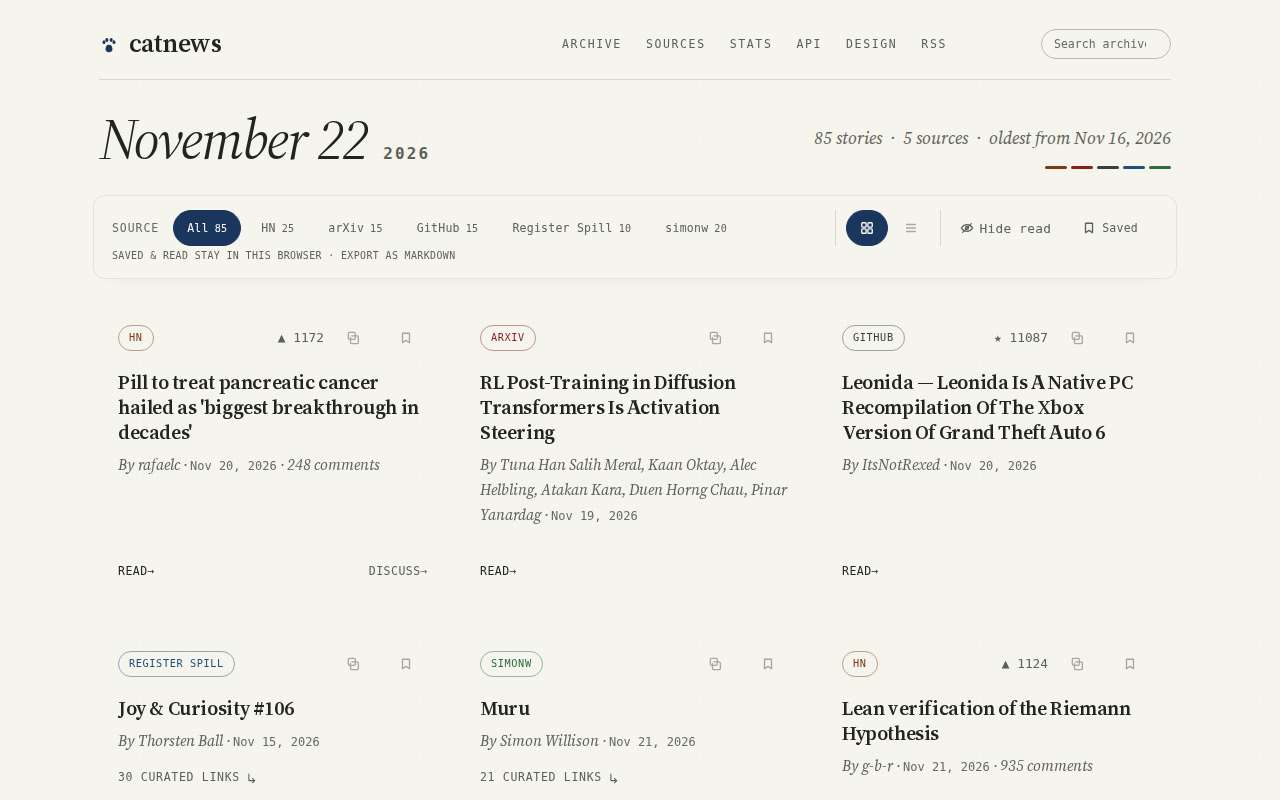 catnews
ARCHIVE SOURCES STATS API DESIGN RSS
Search archive
November 22 2026
85 stories · 5 sources · oldest from Nov 16, 2026
SOURCE All 85 HN 25 arXiv 15 GitHub 15 Register Spill 10 simonw 20 Hide read Saved
SAVED & READ STAY IN THIS BROWSER · EXPORT AS MARKDOWN
HN ▲ 1172
Pill to treat pancreatic cancer
hailed as 'biggest breakthrough in
decades'
By rafaelc · Nov 20, 2026 · 248 comments
READ→ DISCUSS→
ARXIV
RL Post-Training in Diffusion
Transformers Is Activation
Steering
By Tuna Han Salih Meral, Kaan Oktay, Alec
Helbling, Atakan Kara, Duen Horng Chau, Pinar
Yanardag · Nov 19, 2026
READ→
GITHUB ★ 11087
Leonida — Leonida Is A Native PC
Recompilation Of The Xbox
Version Of Grand Theft Auto 6
By ItsNotRexed · Nov 20, 2026
READ→
REGISTER SPILL
Joy & Curiosity #106
By Thorsten Ball · Nov 15, 2026
30 CURATED LINKS ↳
SIMONW
Muru
By Simon Willison · Nov 21, 2026
21 CURATED LINKS ↳
HN ▲ 1124
Lean verification of the Riemann
Hypothesis
By g-b-r · Nov 21, 2026 · 935 comments